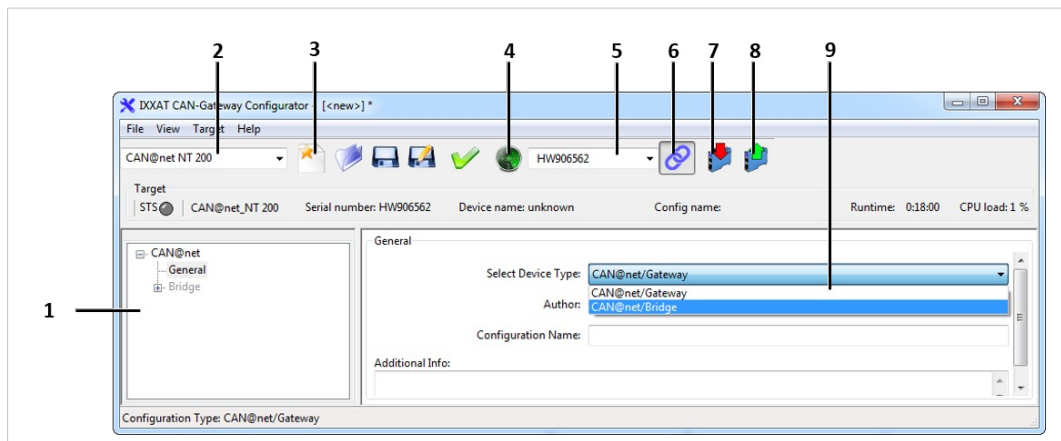 2 3 4 5 6 7 8 9
IXXAT CAN-Gateway Configurator - [<new>] *
File View Target Help
CAN@net NT 200 HW906562
Target
STS CAN@net_NT 200 Serial number: HW906562 Device name: unknown Config name: Runtime: 0:18:00 CPU load: 1 %
CAN@net
General
Bridge
1
General
Select Device Type: CAN@net/Gateway
CAN@net/Gateway
Author: CAN@net/Bridge
Configuration Name:
Additional Info:
Configuration Type: CAN@net/Gateway